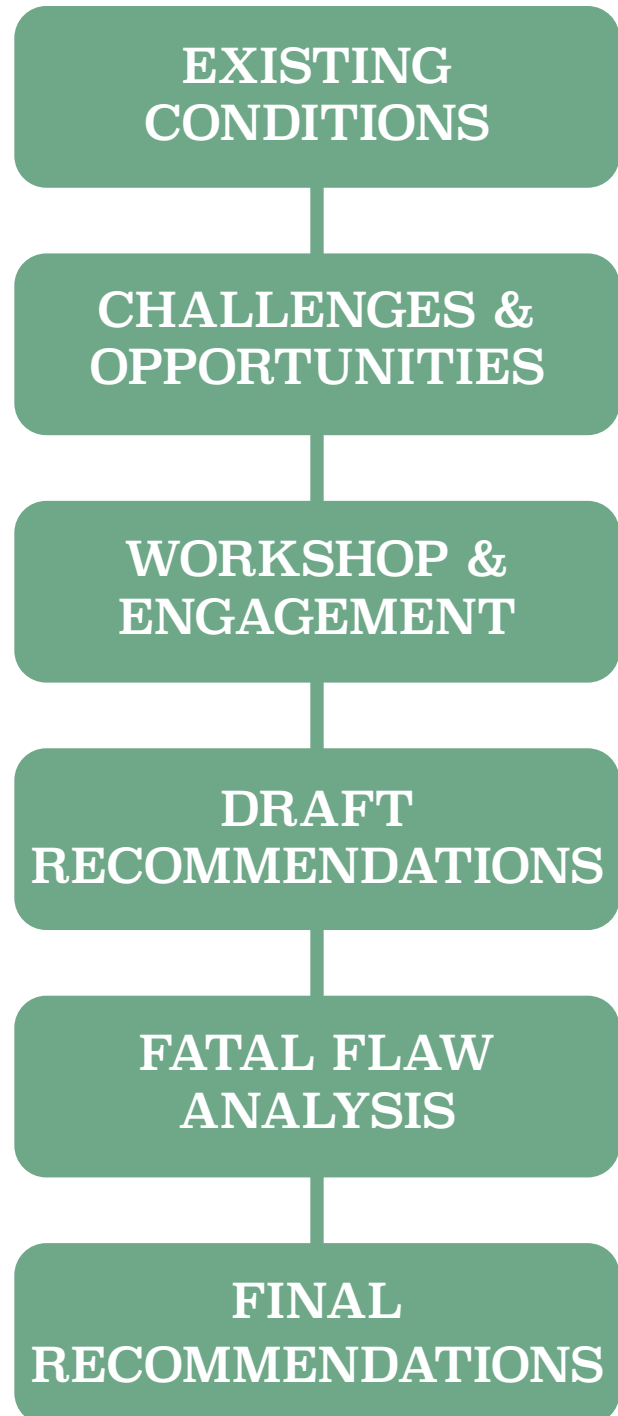 EXISTING
CONDITIONS
CHALLENGES &
OPPORTUNITIES
WORKSHOP &
ENGAGEMENT
DRAFT
RECOMMENDATIONS
FATAL FLAW
ANALYSIS
FINAL
RECOMMENDATIONS